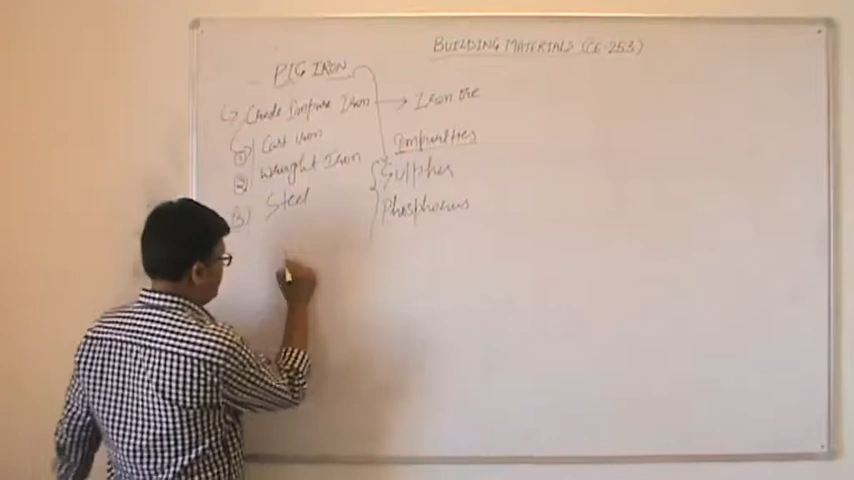 BUILDING MATERIALS (CE-253)
PIG IRON
Crude Impure Iron → Iron Ore
① Cast iron
② Wrought Iron
③ Steel
Impurities
Sulpher
Phosphorus